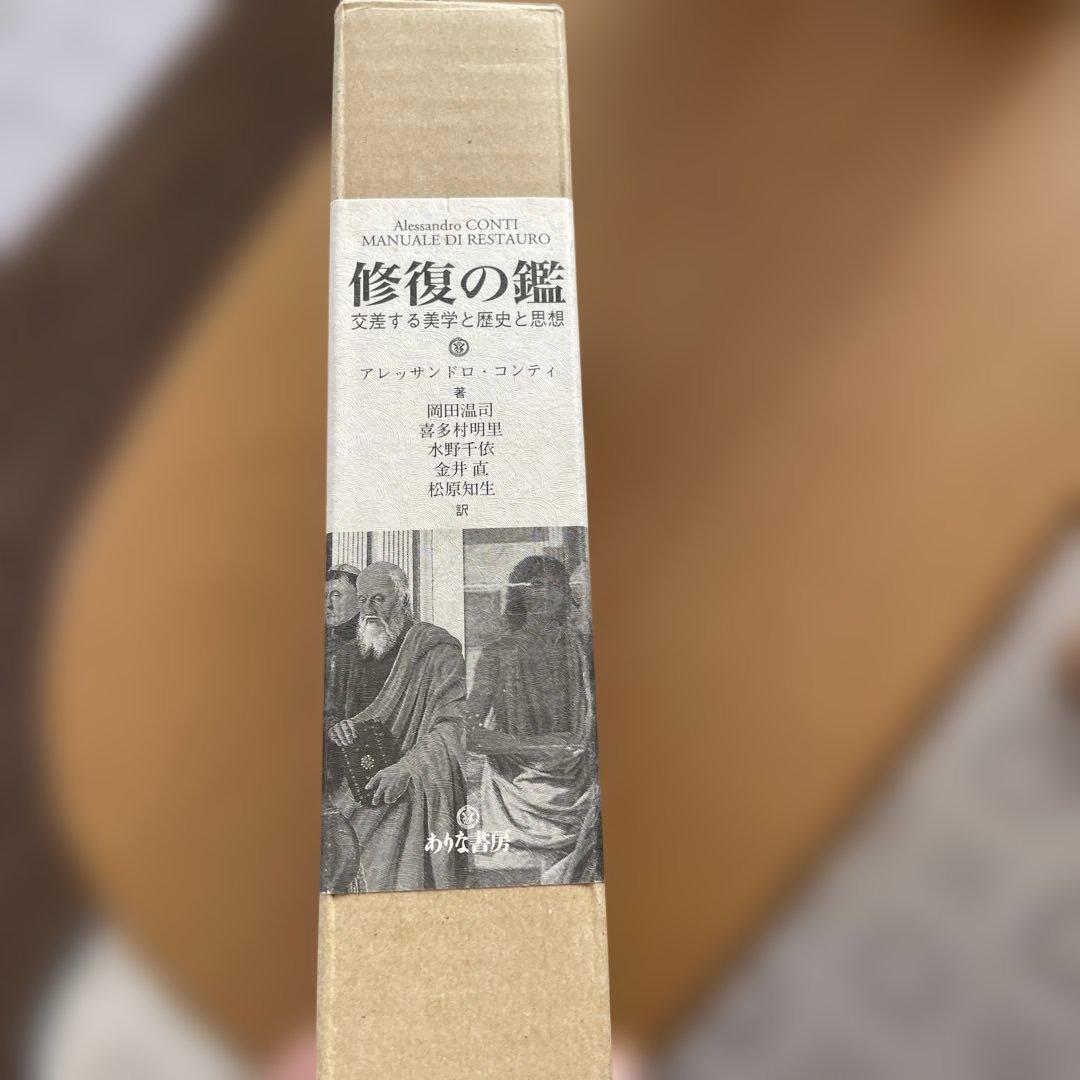 Alessandro CONTI
MANUALE DI RESTAURO
修復の鑑
交差する美学と歴史と思想
アレッサンドロ・コンティ
著
岡田温司
喜多村明里
水野千依
金井 直
松原知生
訳
ありな書房